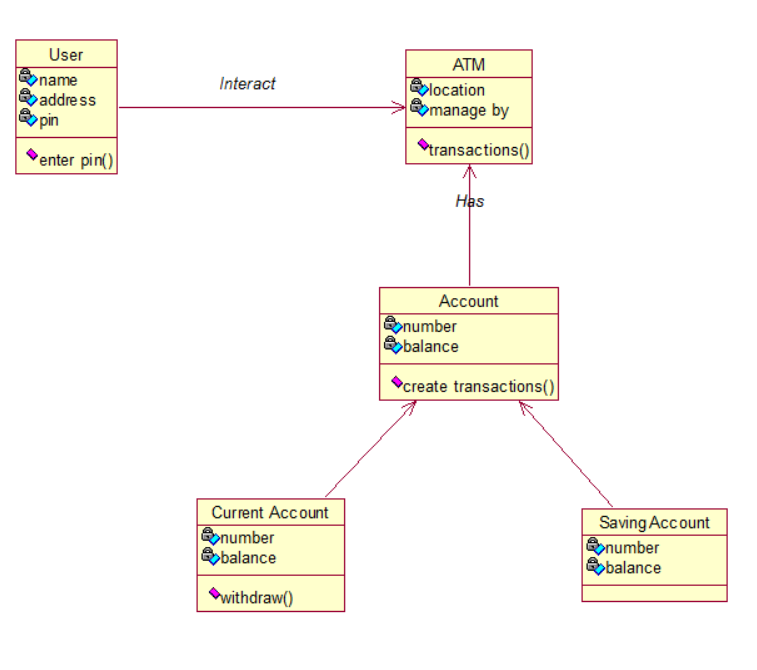 User
name
address
pin
enter pin()
Interact
ATM
location
manage by
transactions()
Has
Account
number
balance
create transactions()
Current Account
number
balance
withdraw()
Saving Account
number
balance